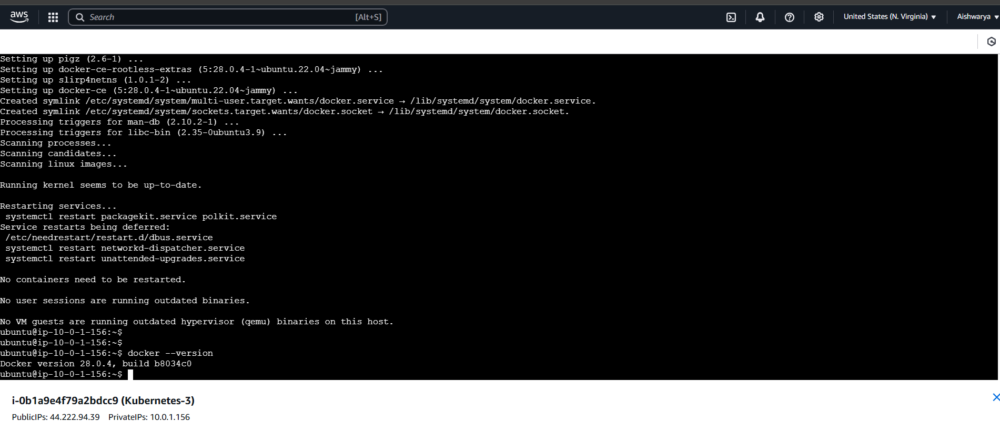 aws
Search [Alt+S]
United States (N. Virginia)
Aishwarya
Setting up pigz (2.6-1) ...
Setting up docker-ce-rootless-extras (5:28.0.4-1~ubuntu.22.04~jammy) ...
Setting up slirp4netns (1.0.1-2) ...
Setting up docker-ce (5:28.0.4-1~ubuntu.22.04~jammy) ...
Created symlink /etc/systemd/system/multi-user.target.wants/docker.service → /lib/systemd/system/docker.service.
Created symlink /etc/systemd/system/sockets.target.wants/docker.socket → /lib/systemd/system/docker.socket.
Processing triggers for man-db (2.10.2-1) ...
Processing triggers for libc-bin (2.35-0ubuntu3.9) ...
Scanning processes...
Scanning candidates...
Scanning linux images...
Running kernel seems to be up-to-date.
Restarting services...
systemctl restart packagekit.service polkit.service
Service restarts being deferred:
/etc/needrestart/restart.d/dbus.service
systemctl restart networkd-dispatcher.service
systemctl restart unattended-upgrades.service
No containers need to be restarted.
No user sessions are running outdated binaries.
No VM guests are running outdated hypervisor (qemu) binaries on this host.
ubuntu@ip-10-0-1-156:~$
ubuntu@ip-10-0-1-156:~$
ubuntu@ip-10-0-1-156:~$ docker --version
Docker version 28.0.4, build b8034c0
ubuntu@ip-10-0-1-156:~$
i-0b1a9e4f79a2bdcc9 (Kubernetes-3)
PublicIPs: 44.222.94.39 PrivateIPs: 10.0.1.156